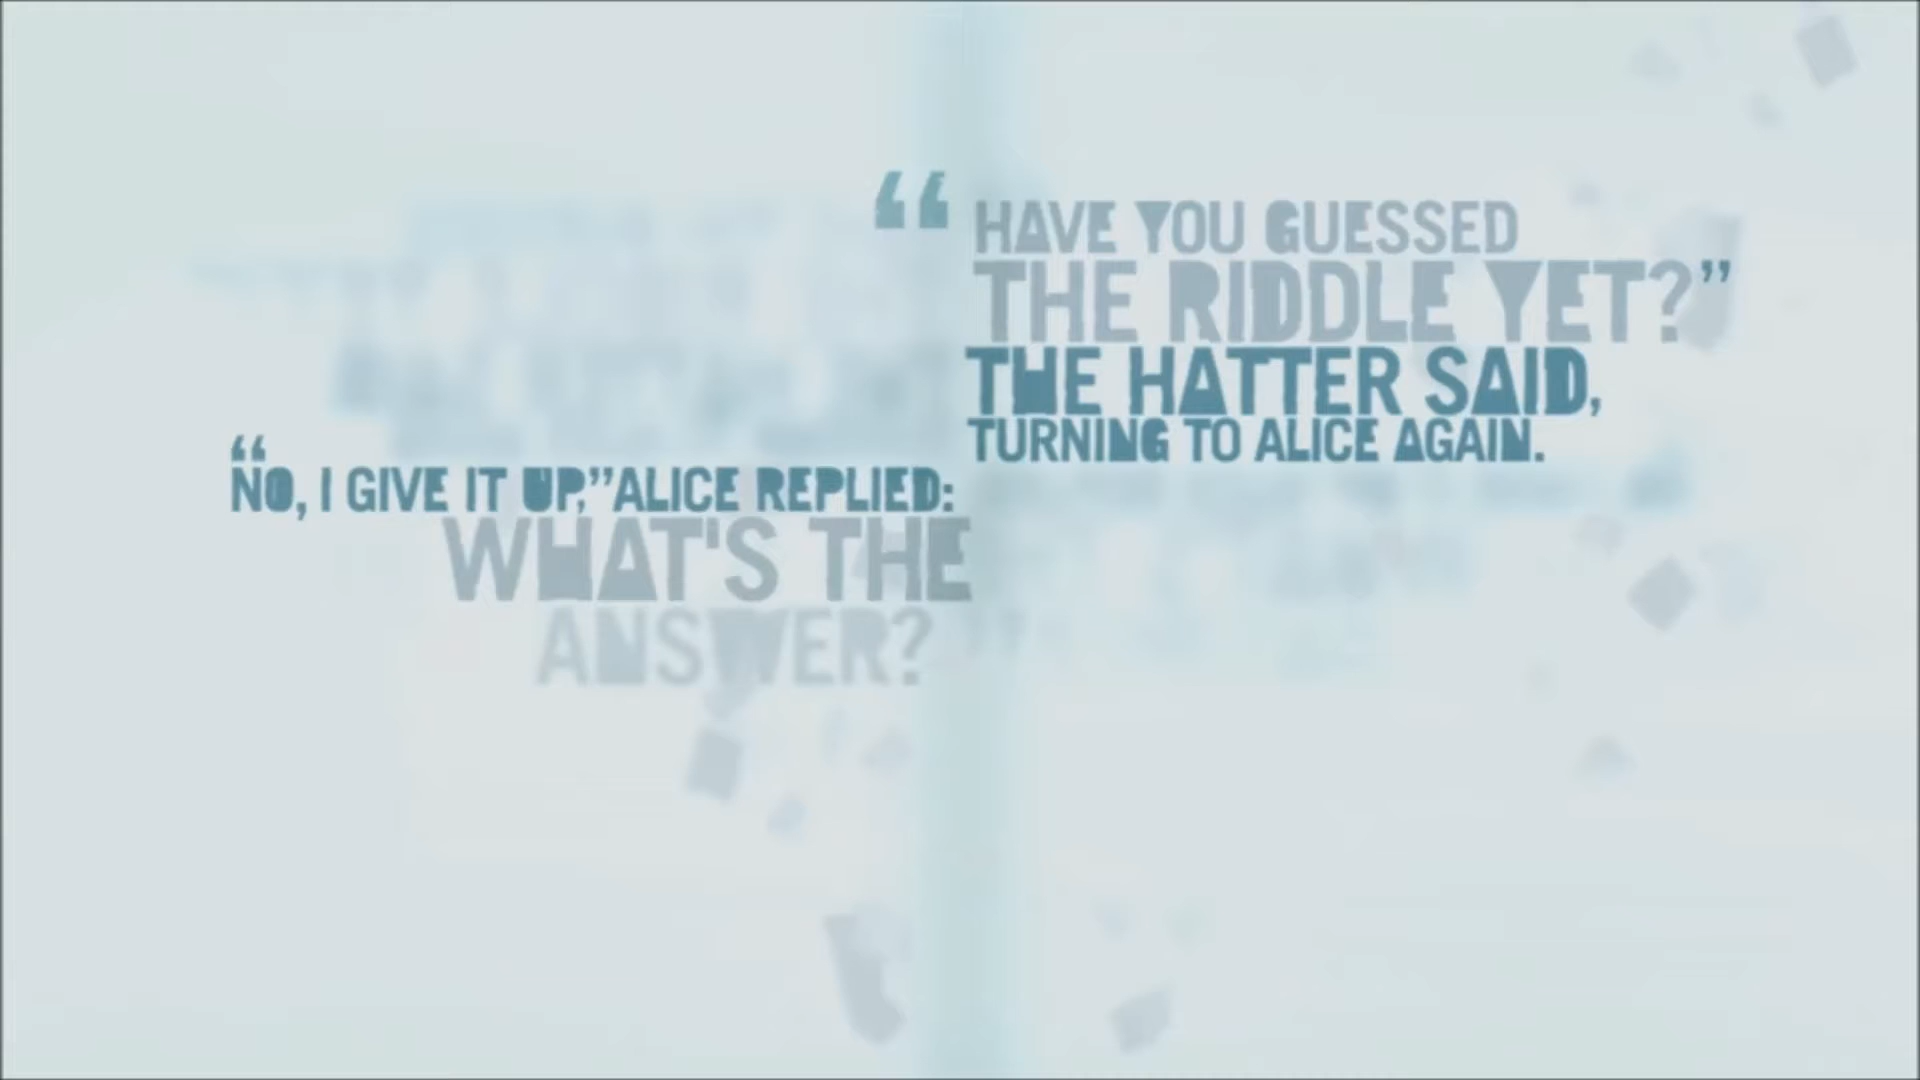 “HAVE YOU GUESSED
THE RIDDLE YET?”
THE HATTER SAID,
TURNING TO ALICE AGAIN.
“NO, I GIVE IT UP,”ALICE REPLIED:
WHAT'S THE
ANSWER?